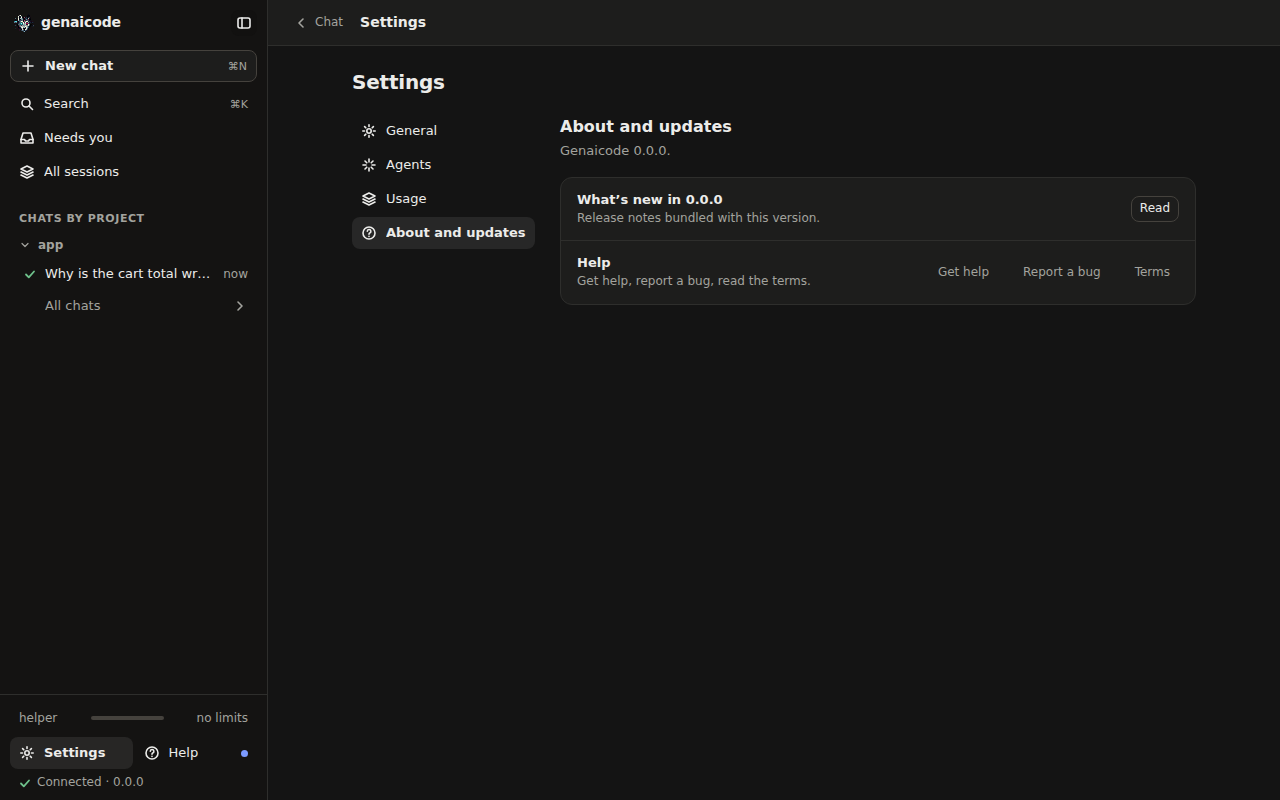 genaicode
New chat ⌘N
Search ⌘K
Needs you
All sessions
CHATS BY PROJECT
app
Why is the cart total wr... now
All chats
helper no limits
Settings Help
Connected · 0.0.0
Chat Settings
Settings
General
Agents
Usage
About and updates
About and updates
Genaicode 0.0.0.
What’s new in 0.0.0
Release notes bundled with this version.
Read
Help
Get help, report a bug, read the terms.
Get help Report a bug Terms